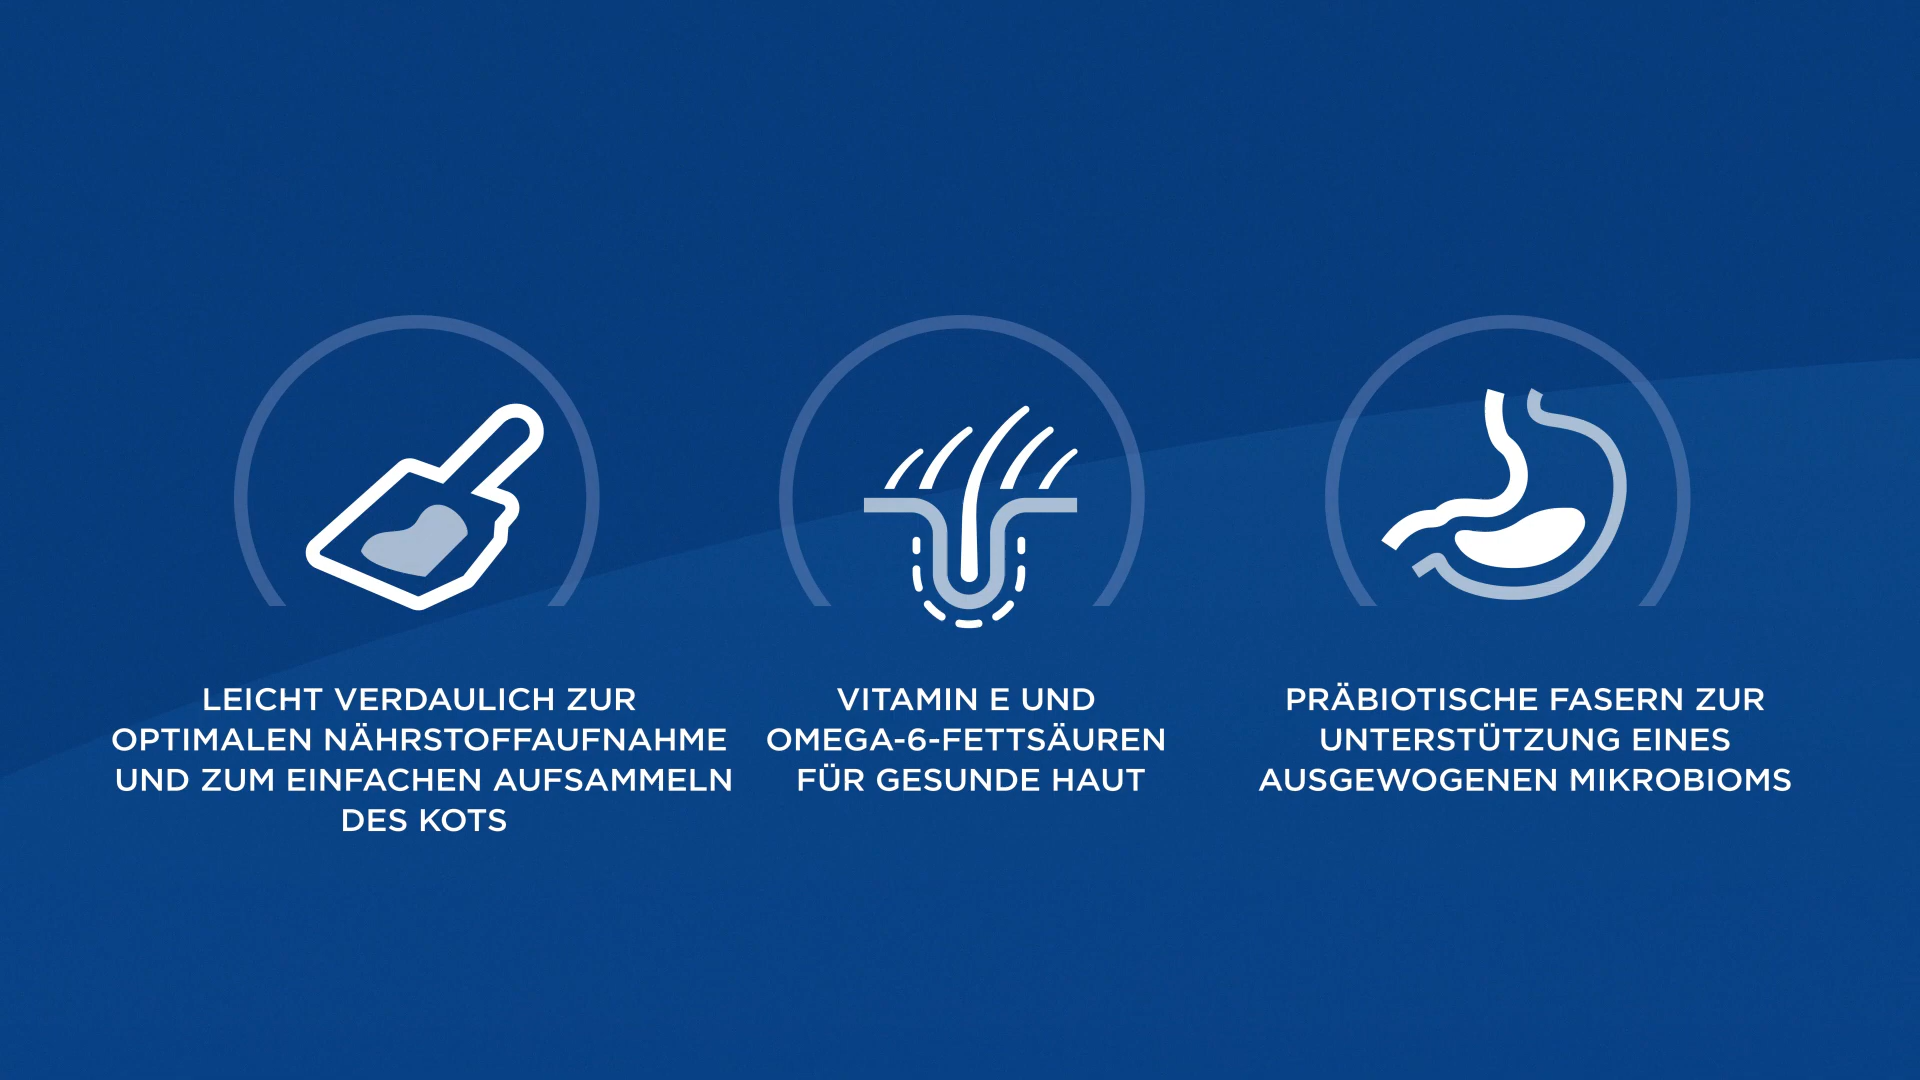 LEICHT VERDAULICH ZUR
OPTIMALEN NÄHRSTOFFAUFNAHME
UND ZUM EINFACHEN AUFSAMMELN
DES KOTS
VITAMIN E UND
OMEGA-6-FETTSÄUREN
FÜR GESUNDE HAUT
PRÄBIOTISCHE FASERN ZUR
UNTERSTÜTZUNG EINES
AUSGEWOGENEN MIKROBIOMS